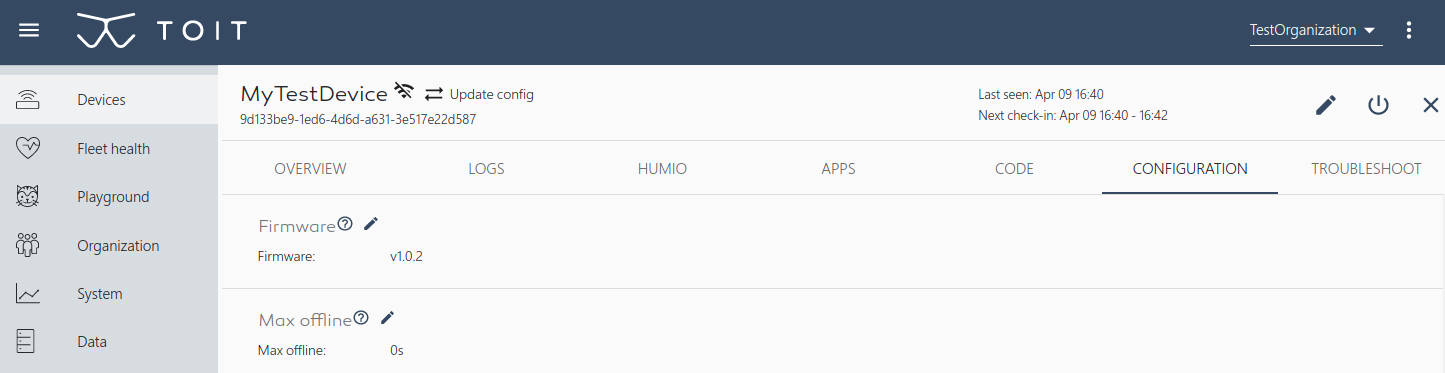 TOIT
TestOrganization
Devices
Fleet health
Playground
Organization
System
Data
MyTestDevice Update config
9d133be9-1ed6-4d6d-a631-3e517e22d587
Last seen: Apr 09 16:40
Next check-in: Apr 09 16:40 - 16:42
OVERVIEW LOGS HUMIO APPS CODE CONFIGURATION TROUBLESHOOT
Firmware
Firmware: v1.0.2
Max offline
Max offline: 0s